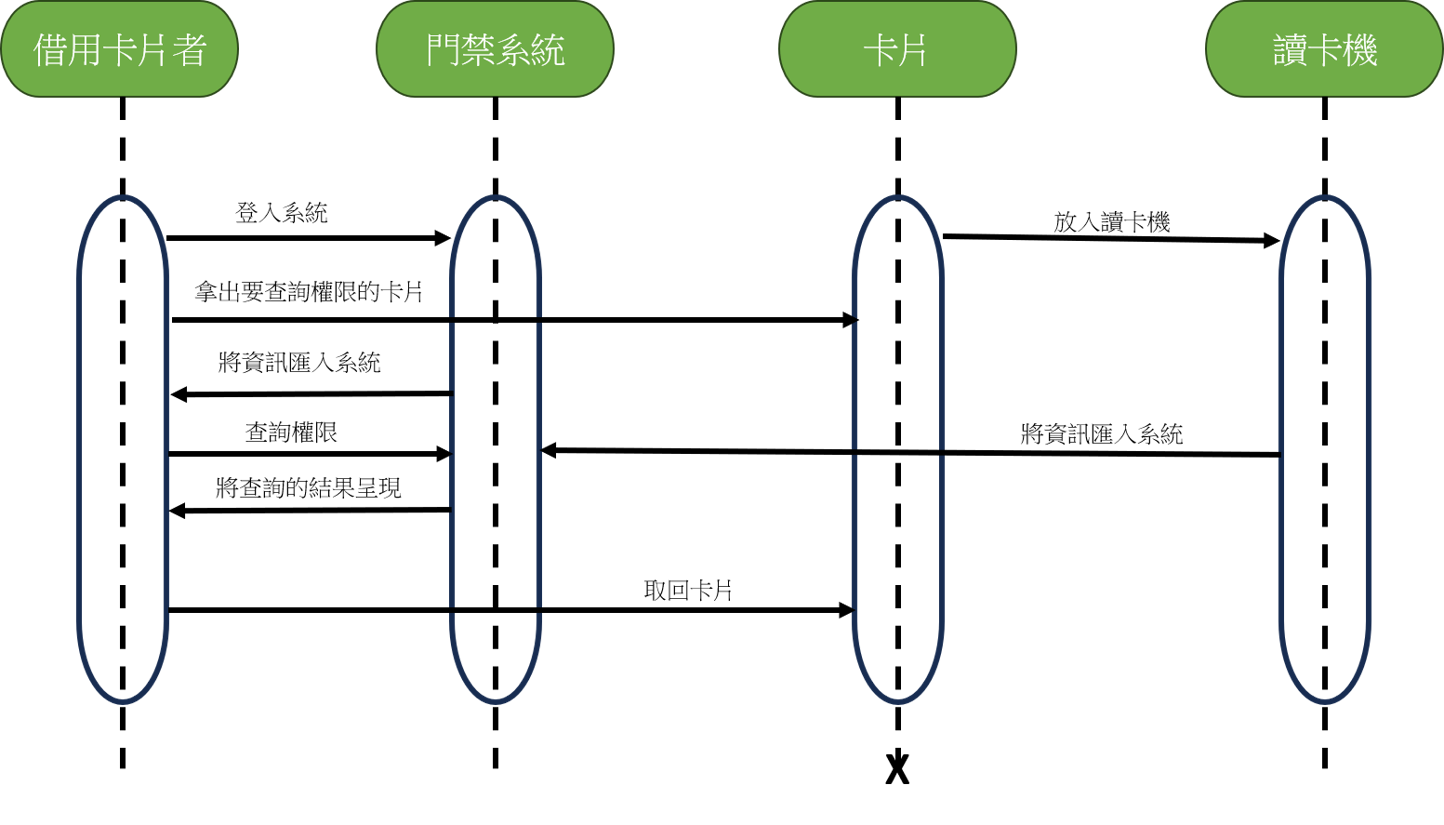 借用卡片者
門禁系統
卡片
讀卡機
登入系統
放入讀卡機
拿出要查詢權限的卡片
將資訊匯入系統
查詢權限
將資訊匯入系統
將查詢的結果呈現
取回卡片
X